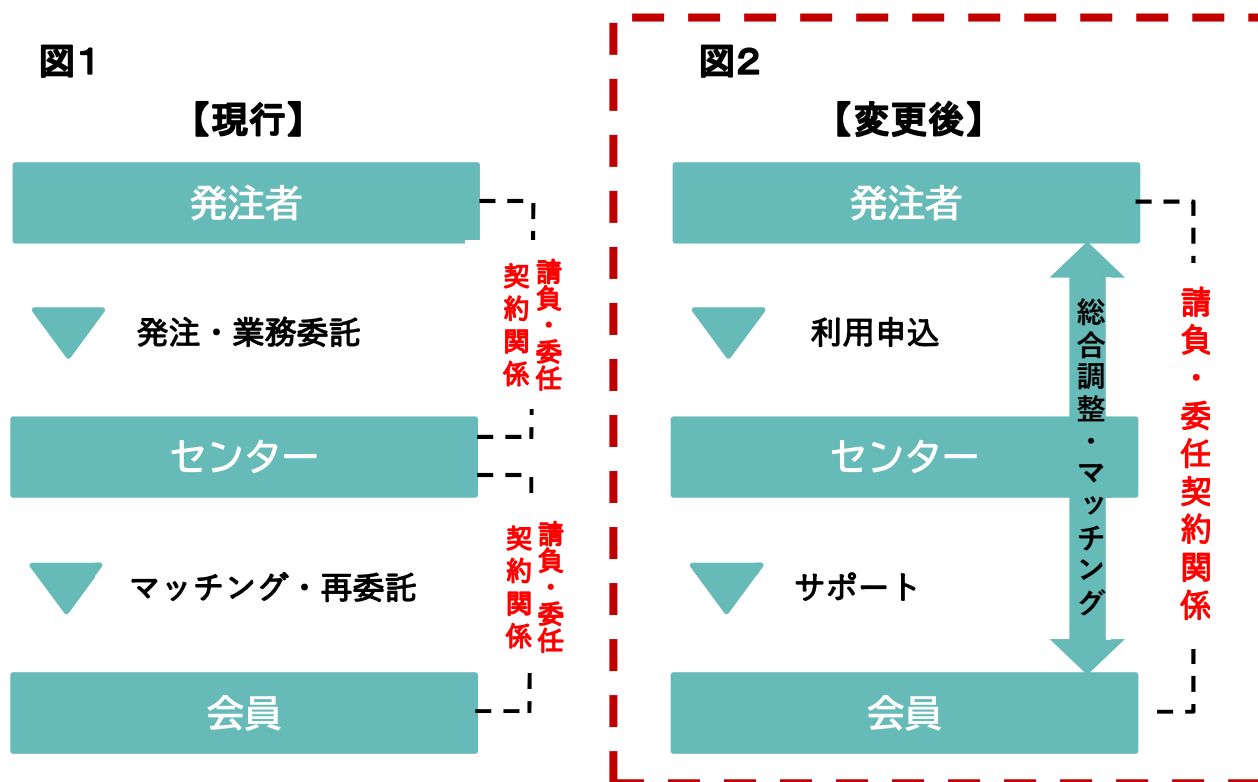 図1
【現行】
発注者
発注・業務委託
請負・委任
契約関係
センター
マッチング・再委託
請負・委任
契約関係
会員
図2
【変更後】
発注者
利用申込
総合調整・マッチング
請負・委任契約関係
センター
サポート
会員